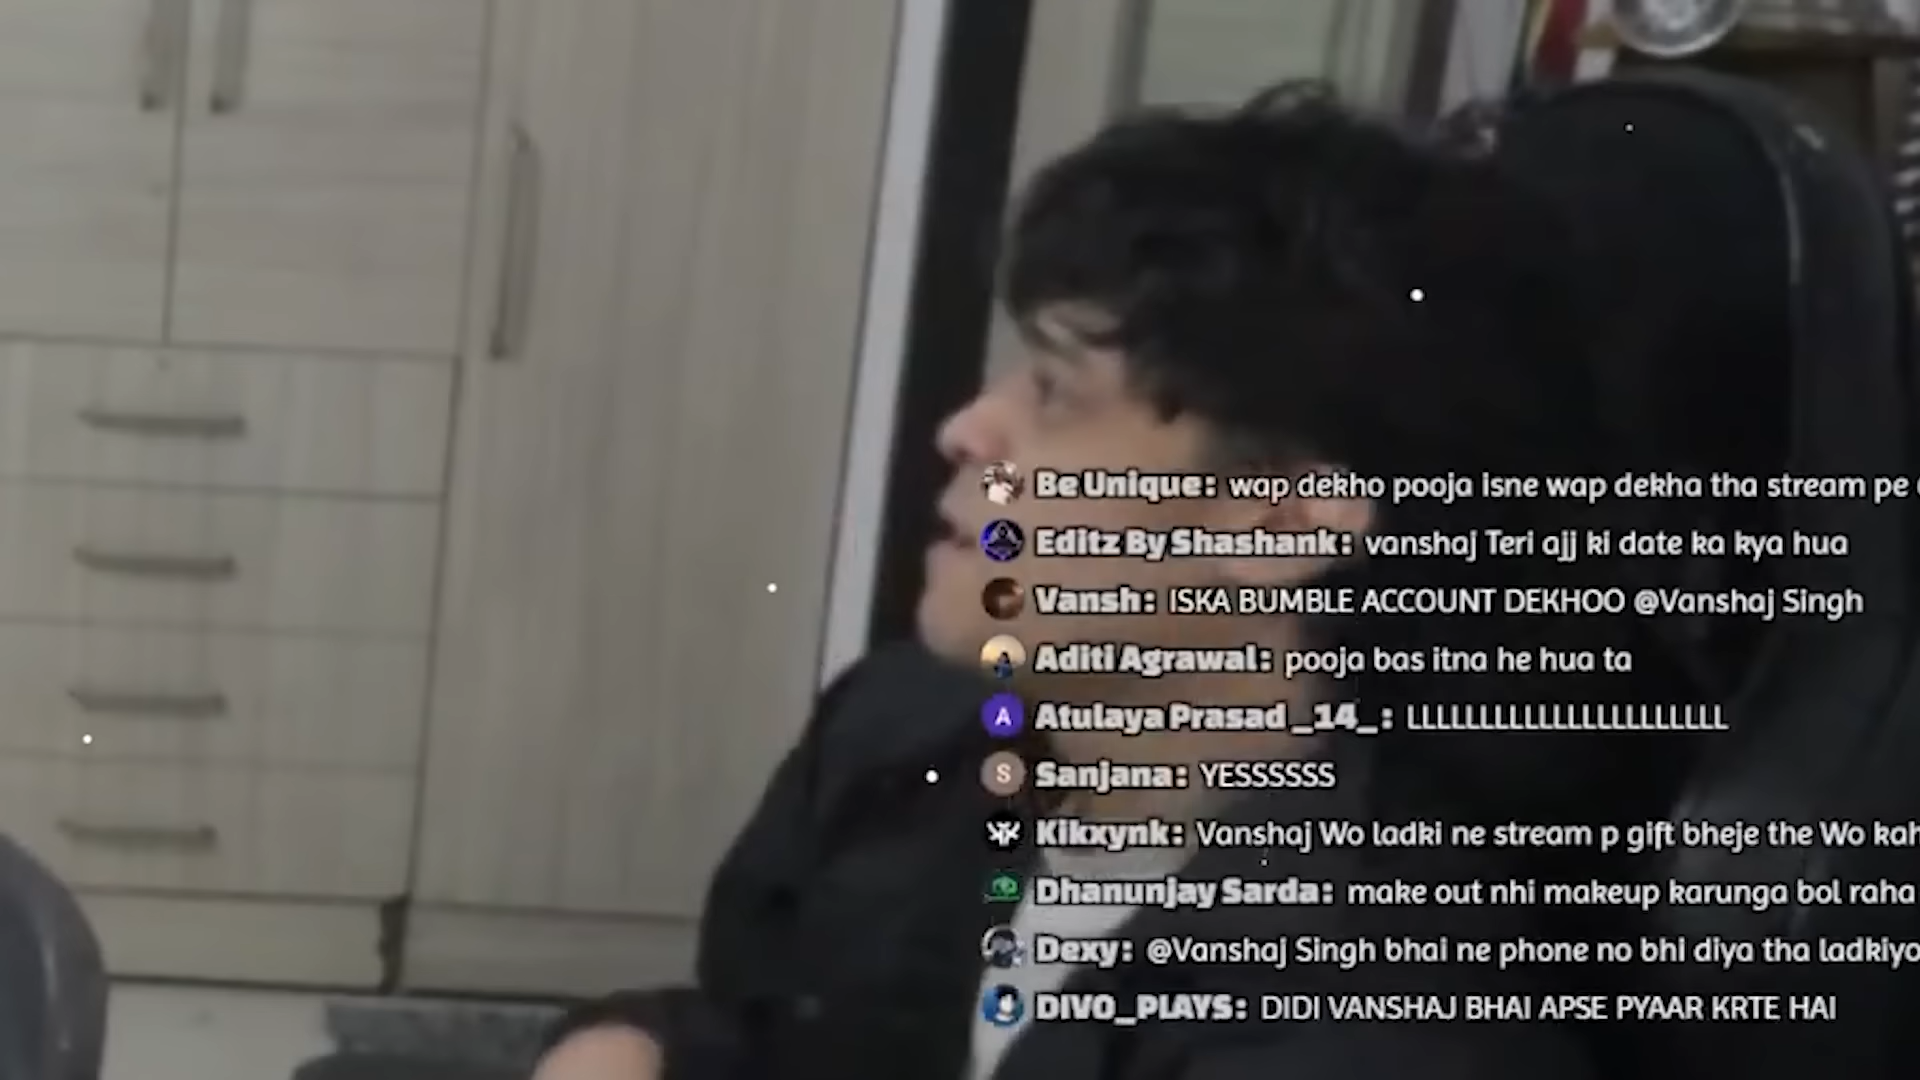 Be Unique: wap dekho pooja isne wap dekha tha stream pe
Editz By Shashank: vanshaj Teri ajj ki date ka kya hua
Vansh: ISKA BUMBLE ACCOUNT DEKHOO @Vanshaj Singh
Aditi Agrawal: pooja bas itna he hua ta
A Atulaya Prasad _14_: LLLLLLLLLLLLLLLLLLLLLL
S Sanjana: YESSSSSS
Kikxynk: Vanshaj Wo ladki ne stream p gift bheje the Wo kah
Dhanunjay Sarda: make out nhi makeup karunga bol raha
Dexy: @Vanshaj Singh bhai ne phone no bhi diya tha ladkiyo
DIVO_PLAYS: DIDI VANSHAJ BHAI APSE PYAAR KRTE HAI